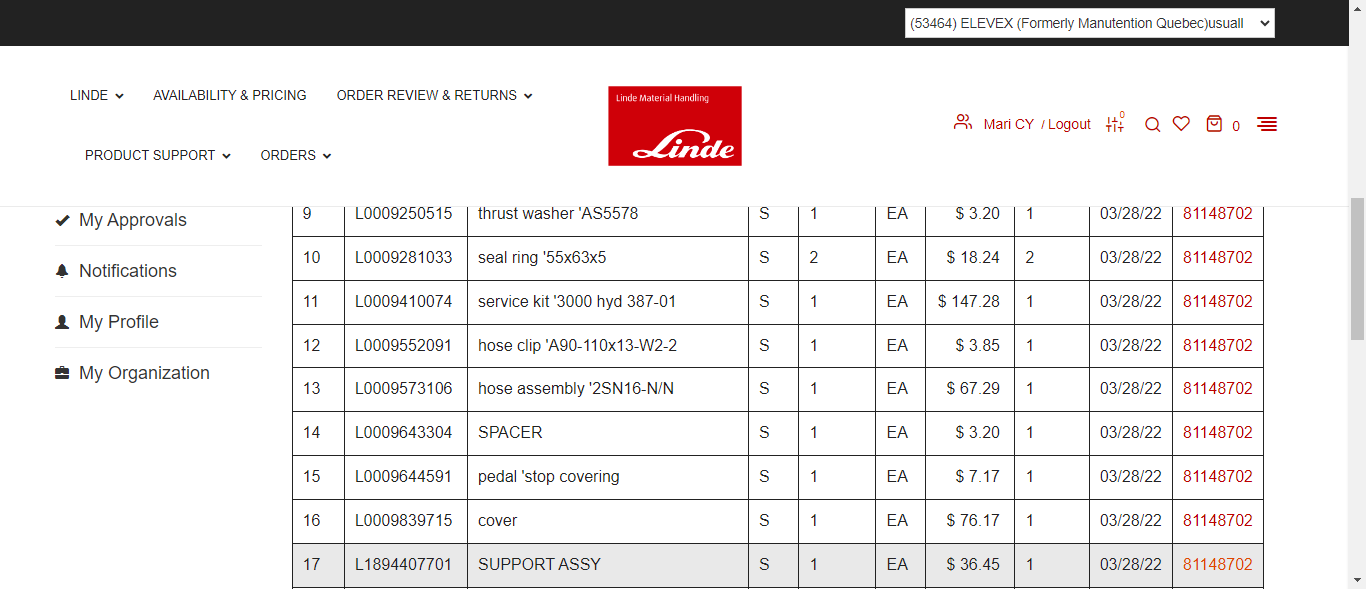 (53464) ELEVEX (Formerly Manutention Quebec)usuall
LINDE AVAILABILITY & PRICING ORDER REVIEW & RETURNS
PRODUCT SUPPORT ORDERS
Linde Material Handling
Linde
Mari CY / Logout 0 0
My Approvals
Notifications
My Profile
My Organization
9 L0009250515 thrust washer 'AS5578 S 1 EA $ 3.20 1 03/28/22 81148702
10 L0009281033 seal ring '55x63x5 S 2 EA $ 18.24 2 03/28/22 81148702
11 L0009410074 service kit '3000 hyd 387-01 S 1 EA $ 147.28 1 03/28/22 81148702
12 L0009552091 hose clip 'A90-110x13-W2-2 S 1 EA $ 3.85 1 03/28/22 81148702
13 L0009573106 hose assembly '2SN16-N/N S 1 EA $ 67.29 1 03/28/22 81148702
14 L0009643304 SPACER S 1 EA $ 3.20 1 03/28/22 81148702
15 L0009644591 pedal 'stop covering S 1 EA $ 7.17 1 03/28/22 81148702
16 L0009839715 cover S 1 EA $ 76.17 1 03/28/22 81148702
17 L1894407701 SUPPORT ASSY S 1 EA $ 36.45 1 03/28/22 81148702